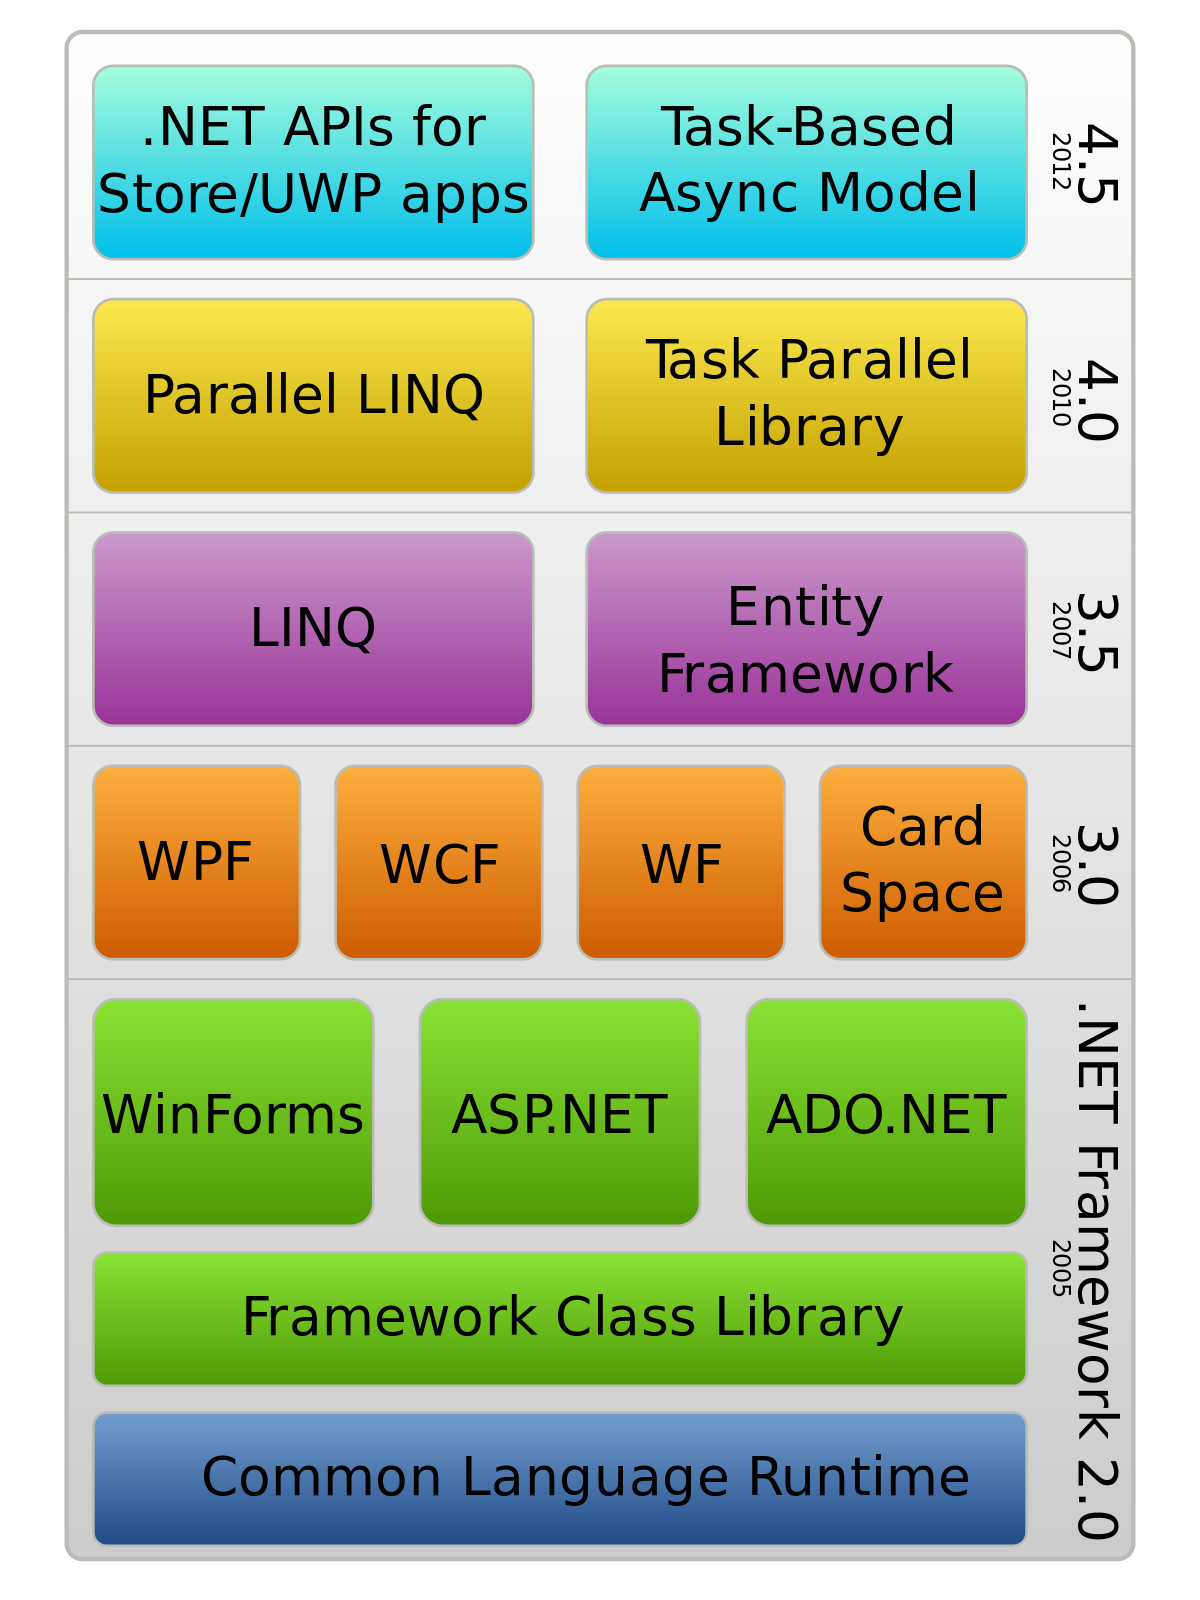 .NET APIs for
Store/UWP apps
Task-Based
Async Model
4.5
2012
Parallel LINQ
Task Parallel
Library
4.0
2010
LINQ
Entity
Framework
3.5
2007
WPF
WCF
WF
Card
Space
3.0
2006
WinForms
ASP.NET
ADO.NET
Framework Class Library
Common Language Runtime
.NET Framework 2.0
2005